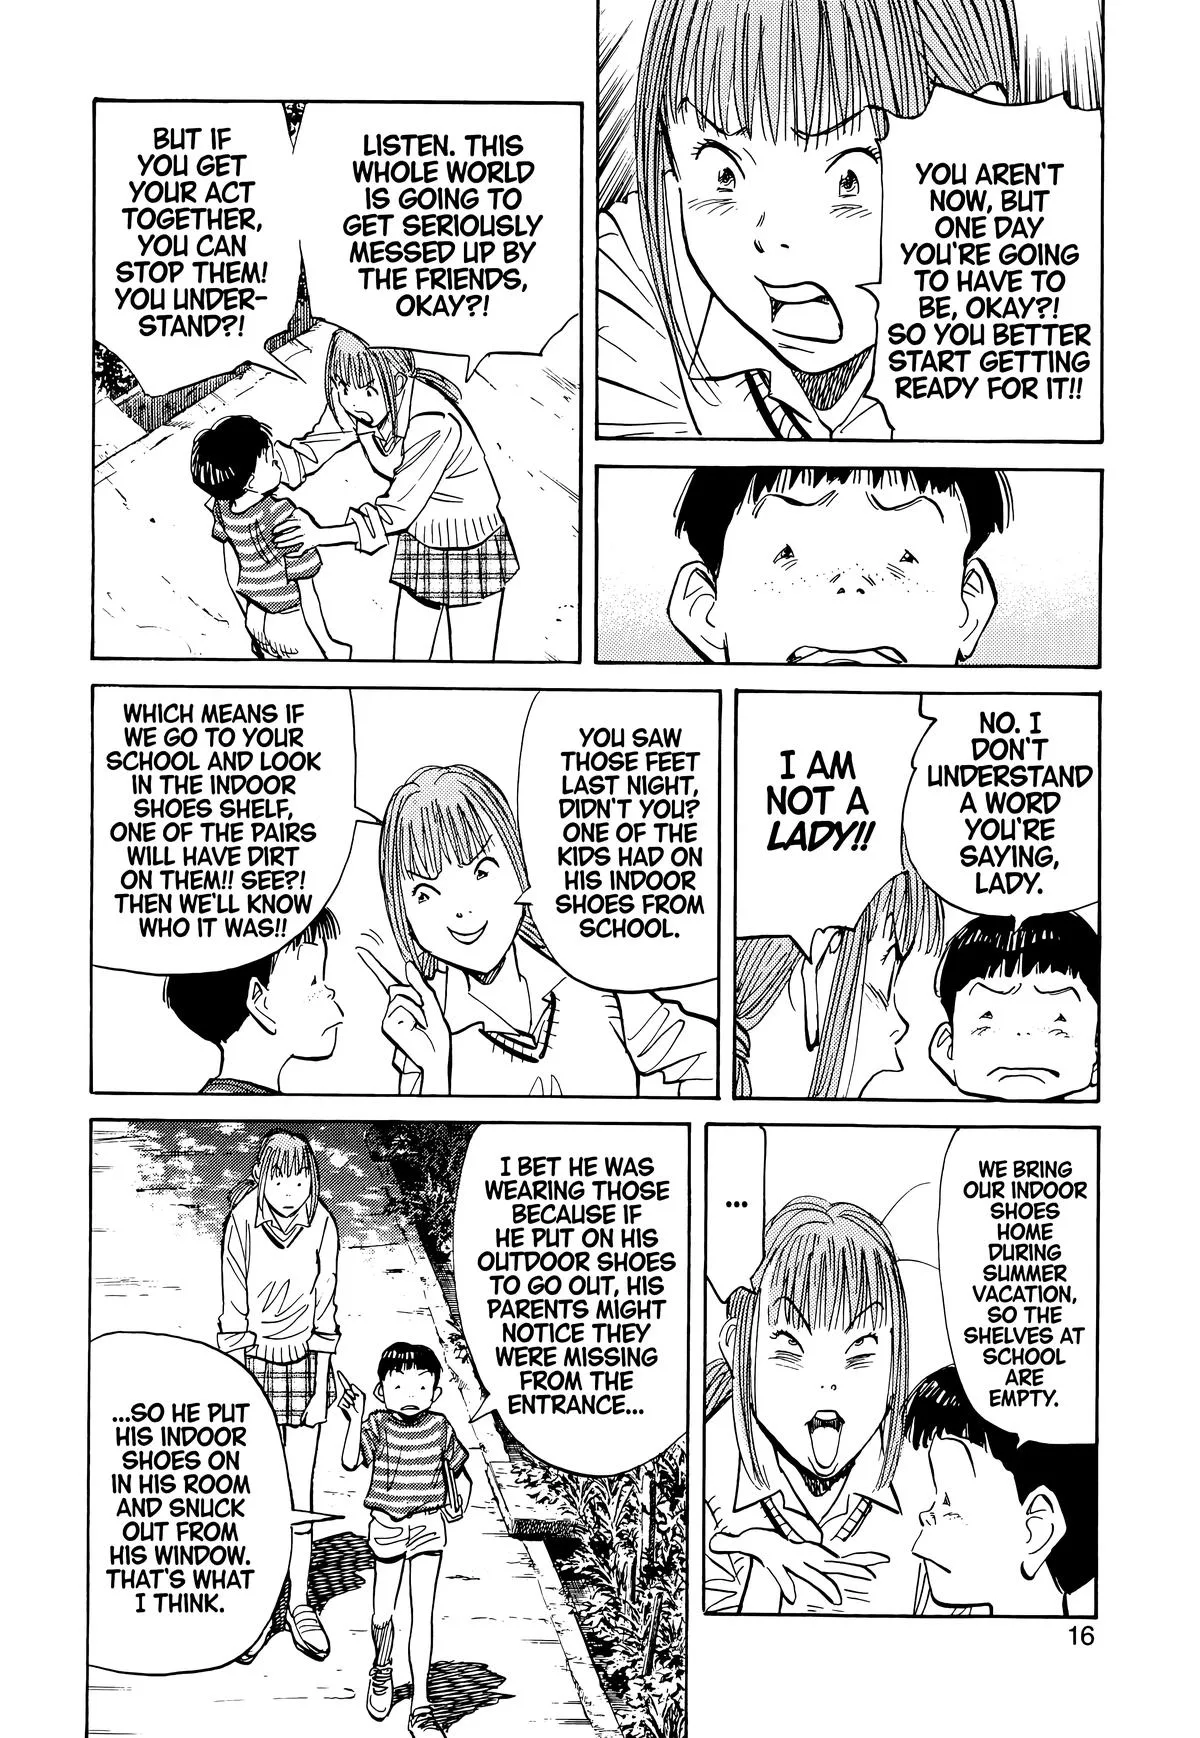 YOU AREN'T
NOW, BUT
ONE DAY
YOU'RE GOING
TO HAVE TO
BE, OKAY?!
SO YOU BETTER
START GETTING
READY FOR IT!!
LISTEN. THIS
WHOLE WORLD
IS GOING TO
GET SERIOUSLY
MESSED UP BY
THE FRIENDS,
OKAY?!
BUT IF
YOU GET
YOUR ACT
TOGETHER,
YOU CAN
STOP THEM!
YOU UNDER-
STAND?!
NO. I
DON'T
UNDERSTAND
A WORD
YOU'RE
SAYING,
LADY.
I AM
NOT A
LADY!!
YOU SAW
THOSE FEET
LAST NIGHT,
DIDN'T YOU?
ONE OF THE
KIDS HAD ON
HIS INDOOR
SHOES FROM
SCHOOL.
WHICH MEANS IF
WE GO TO YOUR
SCHOOL AND LOOK
IN THE INDOOR
SHOES SHELF,
ONE OF THE PAIRS
WILL HAVE DIRT
ON THEM!! SEE?!
THEN WE'LL KNOW
WHO IT WAS!!
WE BRING
OUR INDOOR
SHOES
HOME
DURING
SUMMER
VACATION,
SO THE
SHELVES AT
SCHOOL
ARE
EMPTY.
...
I BET HE WAS
WEARING THOSE
BECAUSE IF
HE PUT ON HIS
OUTDOOR SHOES
TO GO OUT, HIS
PARENTS MIGHT
NOTICE THEY
WERE MISSING
FROM THE
ENTRANCE...
...SO HE PUT
HIS INDOOR
SHOES ON
IN HIS ROOM
AND SNUCK
OUT FROM
HIS WINDOW.
THAT'S WHAT
I THINK.
16